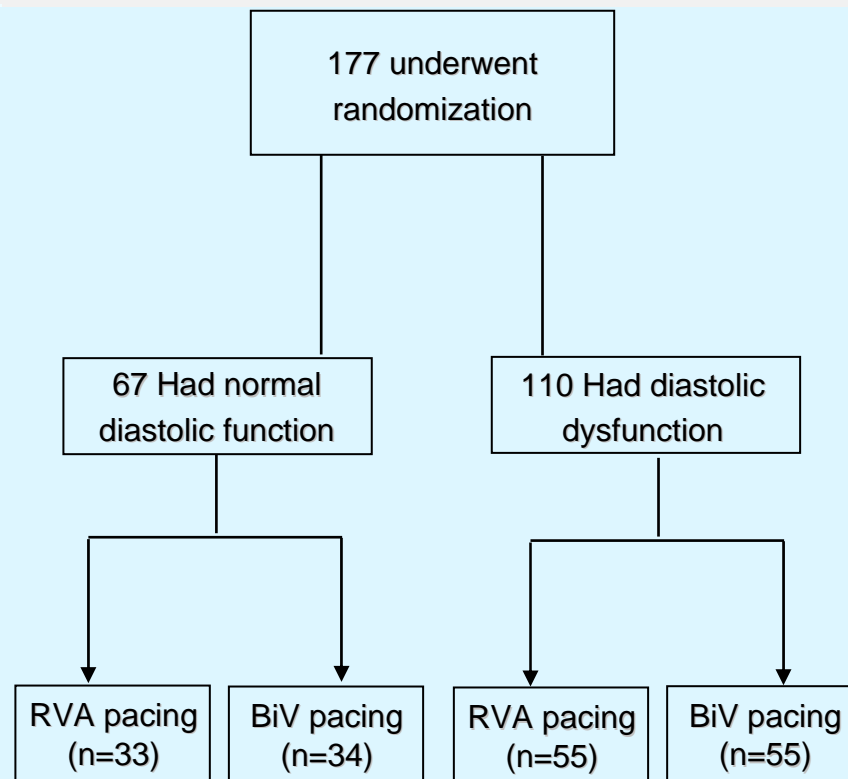 177 underwent
randomization
67 Had normal
diastolic function
110 Had diastolic
dysfunction
RVA pacing
(n=33)
BiV pacing
(n=34)
RVA pacing
(n=55)
BiV pacing
(n=55)